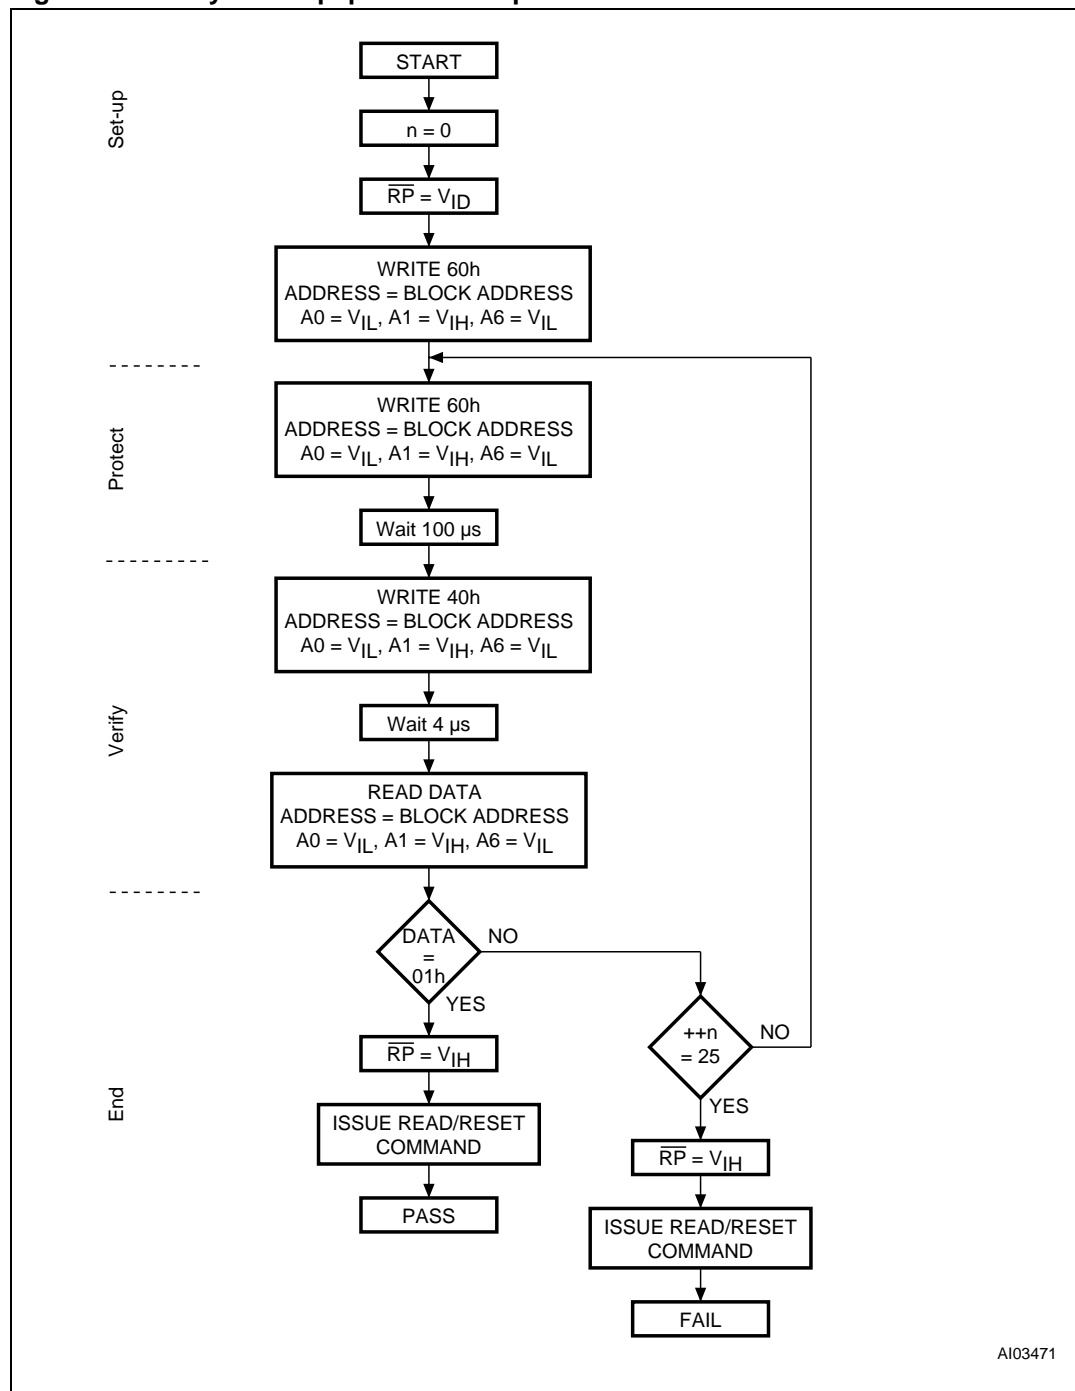 Set-up
START
n = 0
RP = VID
WRITE 60h
ADDRESS = BLOCK ADDRESS
A0 = VIL, A1 = VIH, A6 = VIL
Protect
WRITE 60h
ADDRESS = BLOCK ADDRESS
A0 = VIL, A1 = VIH, A6 = VIL
Wait 100 µs
Verify
WRITE 40h
ADDRESS = BLOCK ADDRESS
A0 = VIL, A1 = VIH, A6 = VIL
Wait 4 µs
READ DATA
ADDRESS = BLOCK ADDRESS
A0 = VIL, A1 = VIH, A6 = VIL
End
DATA
=
01h
NO
YES
RP = VIH
ISSUE READ/RESET
COMMAND
PASS
++n
= 25
NO
YES
RP = VIH
ISSUE READ/RESET
COMMAND
FAIL
AI03471